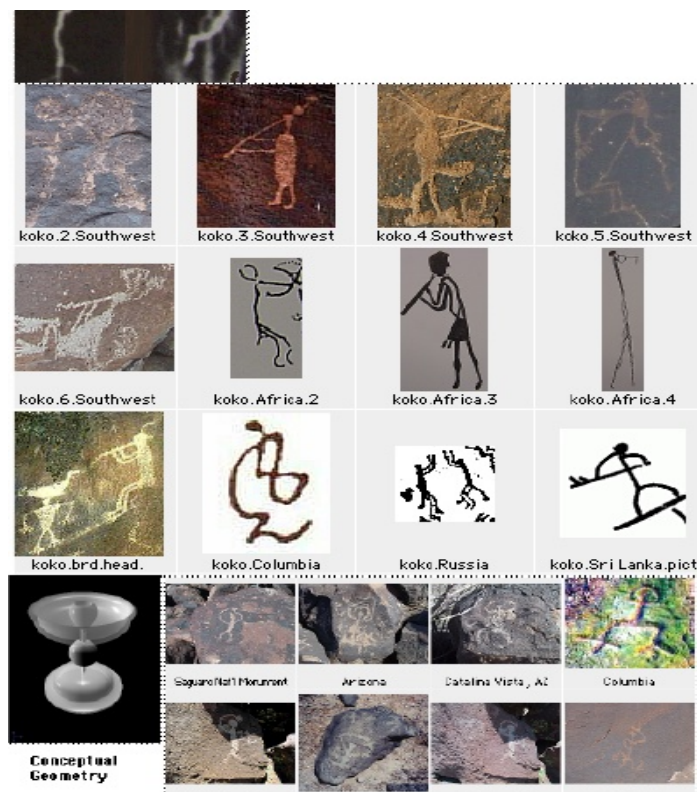 koko.2.Southwest
koko.3.Southwest
koko.4.Southwest
koko.5.Southwest
koko.6.Southwest
koko.Africa.2
koko.Africa.3
koko.Africa.4
koko.brd.head.
koko.Columbia
koko.Russia
koko.Sri Lanka.pict
Saguaro Nat'l Monument
Arizona
Catalina Vista, AZ
Columbia
Conceptual
Geometry